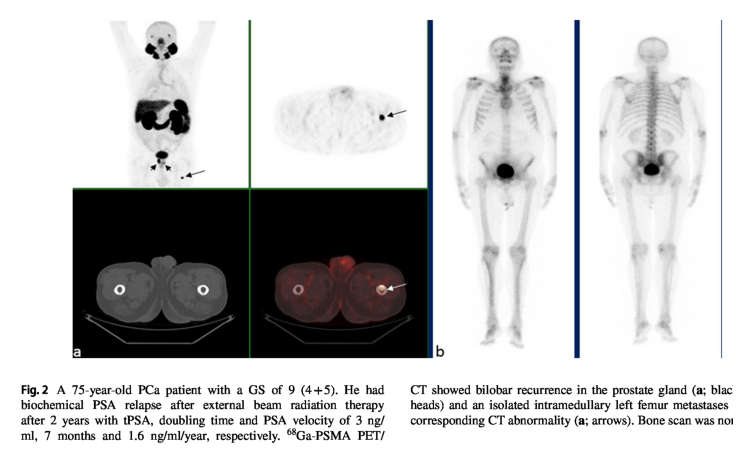 a
b
Fig. 2 A 75-year-old PCa patient with a GS of 9 (4+5). He had
biochemical PSA relapse after external beam radiation therapy
after 2 years with tPSA, doubling time and PSA velocity of 3 ng/
ml, 7 months and 1.6 ng/ml/year, respectively. ⁶⁸Ga-PSMA PET/
CT showed bilobar recurrence in the prostate gland (a;
heads) and an isolated intramedullary left femur metastases
corresponding CT abnormality (a; arrows). Bone scan was